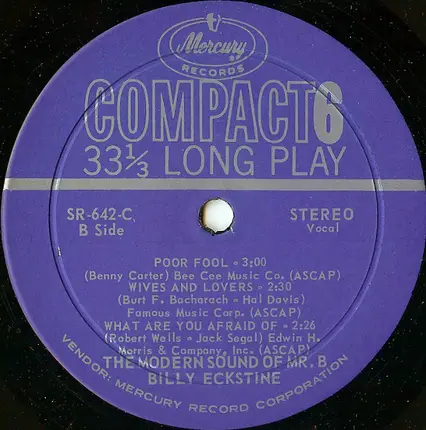 Mercury
RECORDS
COMPACT 6
33⅓ LONG PLAY
SR-642-C,
B Side
STEREO
Vocal
POOR FOOL • 3:00
(Benny Carter) Bee Cee Music Co. (ASCAP)
WIVES AND LOVERS • 2:30
(Burt F. Bacharach • Hal Davis)
Famous Music Corp. (ASCAP)
WHAT ARE YOU AFRAID OF • 2:26
(Robert Wells • Jack Segal) Edwin H.
Morris & Company, Inc. (ASCAP)
THE MODERN SOUND OF MR. B
BILLY ECKSTINE
VENDOR: MERCURY RECORD CORPORATION